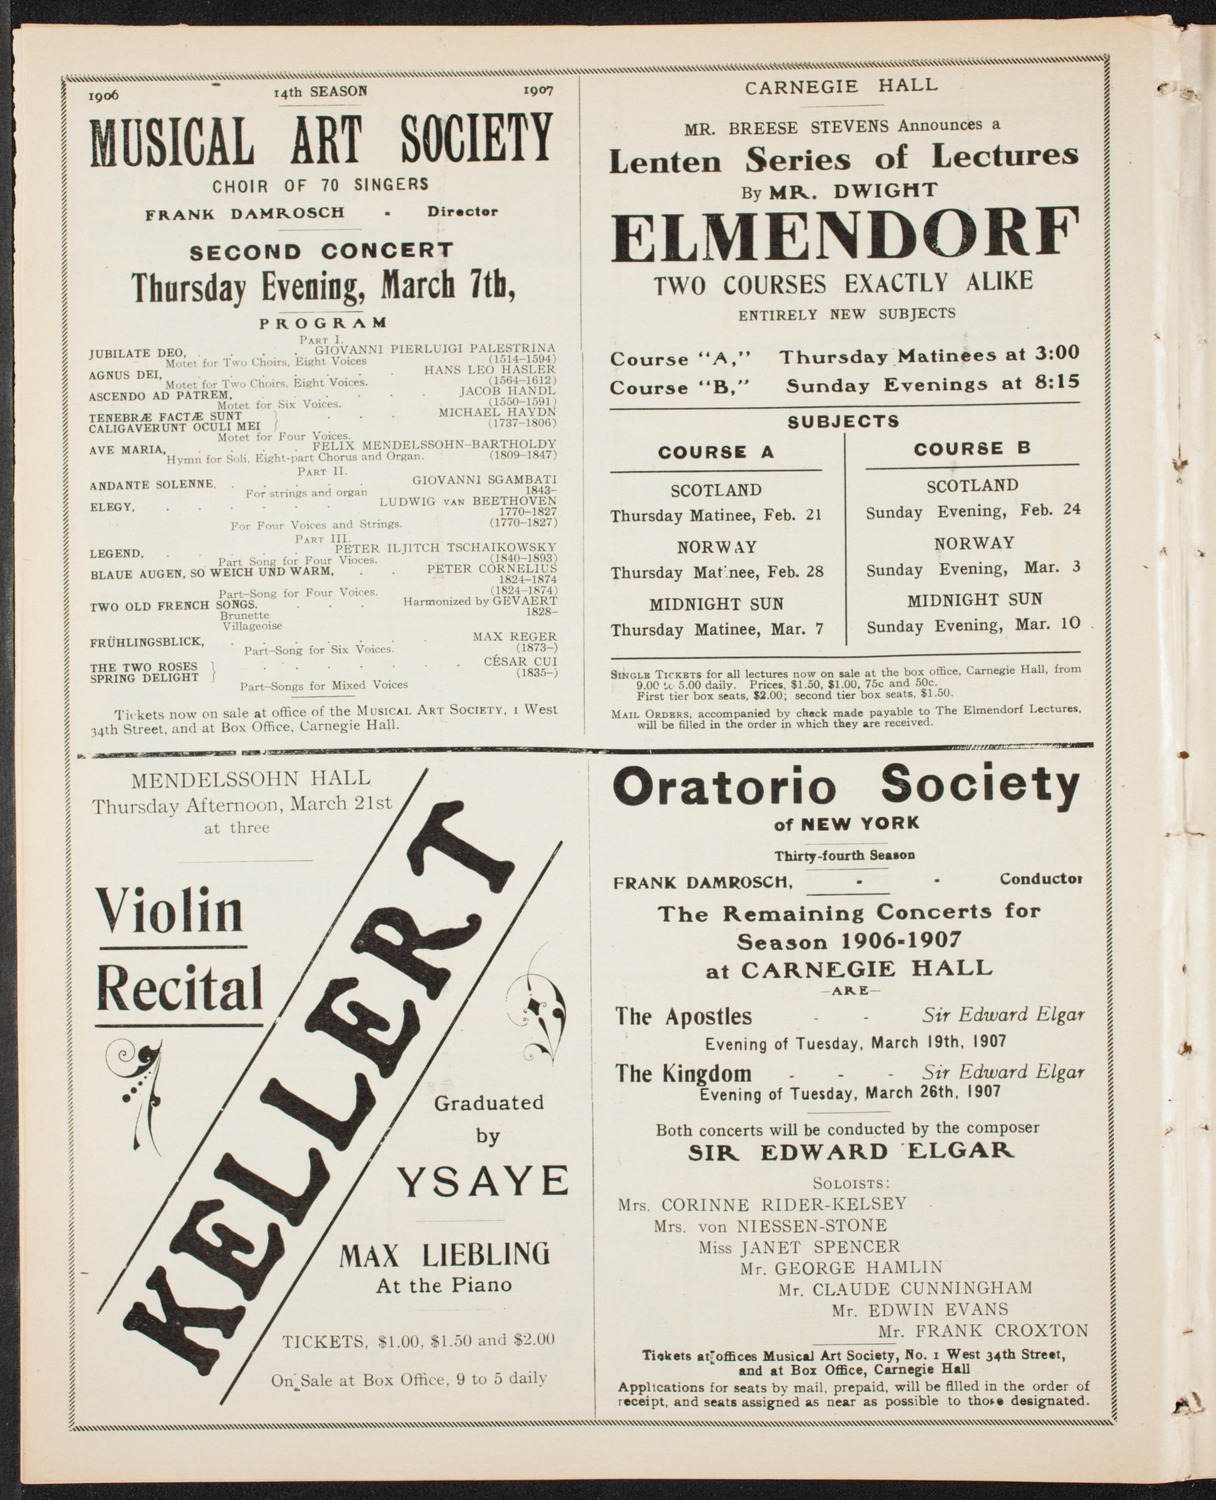 1906 14th SEASON 1907
MUSICAL ART SOCIETY
CHOIR OF 70 SINGERS
FRANK DAMROSCH - Director
SECOND CONCERT
Thursday Evening, March 7th,
PROGRAM
PART I.
JUBILATE DEO, . . . . GIOVANNI PIERLUIGI PALESTRINA
Motet for Two Choirs, Eight Voices (1514-1594)
AGNUS DEI, . . . . . HANS LEO HASLER
Motet for Two Choirs, Eight Voices. (1564-1612)
ASCENDO AD PATREM, . . . . JACOB HANDL
Motet for Six Voices. (1550-1591)
TENEBRÆ FACTÆ SUNT } . . . MICHAEL HAYDN
CALIGAVERUNT OCULI MEI } (1737-1806)
Motet for Four Voices.
AVE MARIA, . . . . FELIX MENDELSSOHN-BARTHOLDY
Hymn for Soli, Eight-part Chorus and Organ. (1809-1847)
PART II.
ANDANTE SOLENNE. . . . . GIOVANNI SGAMBATI
For strings and organ 1843-
ELEGY, . . . . . LUDWIG VAN BEETHOVEN
1770-1827
For Four Voices and Strings. (1770-1827)
PART III.
LEGEND, . . . PETER ILJITCH TSCHAIKOWSKY
Part Song for Four Vioces. (1840-1893)
BLAUE AUGEN, SO WEICH UND WARM, . . PETER CORNELIUS
1824-1874
Part-Song for Four Voices. (1824-1874)
TWO OLD FRENCH SONGS. . . . Harmonized by GEVAERT
Brunette 1828-
Villageoise
FRÜHLINGSBLICK, . . . . . MAX REGER
Part-Song for Six Voices. (1873-)
THE TWO ROSES } . . . . . CÉSAR CUI
SPRING DELIGHT } (1835-)
Part-Songs for Mixed Voices
Tickets now on sale at office of the MUSICAL ART SOCIETY, 1 West
34th Street, and at Box Office, Carnegie Hall.
CARNEGIE HALL
MR. BREESE STEVENS Announces a
Lenten Series of Lectures
By MR. DWIGHT
ELMENDORF
TWO COURSES EXACTLY ALIKE
ENTIRELY NEW SUBJECTS
Course "A," Thursday Matinees at 3:00
Course "B," Sunday Evenings at 8:15
SUBJECTS
COURSE A
SCOTLAND
Thursday Matinee, Feb. 21
NORWAY
Thursday Matinee, Feb. 28
MIDNIGHT SUN
Thursday Matinee, Mar. 7
COURSE B
SCOTLAND
Sunday Evening, Feb. 24
NORWAY
Sunday Evening, Mar. 3
MIDNIGHT SUN
Sunday Evening, Mar. 10
SINGLE TICKETS for all lectures now on sale at the box office, Carnegie Hall, from
9.00 to 5.00 daily. Prices, $1.50, $1.00, 75c and 50c.
First tier box seats, $2.00; second tier box seats, $1.50.
MAIL ORDERS, accompanied by check made payable to The Elmendorf Lectures,
will be filled in the order in which they are received.
MENDELSSOHN HALL
Thursday Afternoon, March 21st
at three
Violin
Recital
KELLERT
Graduated
by
YSAYE
MAX LIEBLING
At the Piano
TICKETS, $1.00, $1.50 and $2.00
On Sale at Box Office, 9 to 5 daily
Oratorio Society
of NEW YORK
Thirty-fourth Season
FRANK DAMROSCH, - - Conductor
The Remaining Concerts for
Season 1906-1907
at CARNEGIE HALL
—ARE—
The Apostles - - Sir Edward Elgar
Evening of Tuesday, March 19th, 1907
The Kingdom - - - Sir Edward Elgar
Evening of Tuesday, March 26th, 1907
Both concerts will be conducted by the composer
SIR EDWARD ELGAR
SOLOISTS:
Mrs. CORINNE RIDER-KELSEY
Mrs. von NIESSEN-STONE
Miss JANET SPENCER
Mr. GEORGE HAMLIN
Mr. CLAUDE CUNNINGHAM
Mr. EDWIN EVANS
Mr. FRANK CROXTON
Tickets at offices Musical Art Society, No. 1 West 34th Street,
and at Box Office, Carnegie Hall
Applications for seats by mail, prepaid, will be filled in the order of
receipt, and seats assigned as near as possible to those designated.